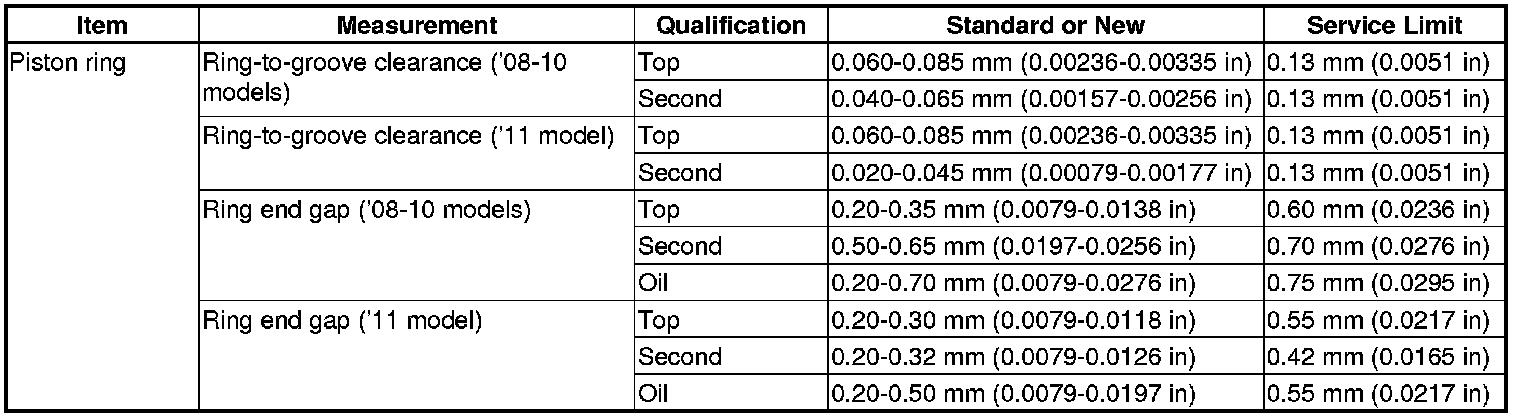 Item Measurement Qualification Standard or New Service Limit
Piston ring Ring-to-groove clearance ('08-10 Top 0.060-0.085 mm (0.00236-0.00335 in) 0.13 mm (0.0051 in)
models) Second 0.040-0.065 mm (0.00157-0.00256 in) 0.13 mm (0.0051 in)
Ring-to-groove clearance ('11 model) Top 0.060-0.085 mm (0.00236-0.00335 in) 0.13 mm (0.0051 in)
Second 0.020-0.045 mm (0.00079-0.00177 in) 0.13 mm (0.0051 in)
Ring end gap ('08-10 models) Top 0.20-0.35 mm (0.0079-0.0138 in) 0.60 mm (0.0236 in)
Second 0.50-0.65 mm (0.0197-0.0256 in) 0.70 mm (0.0276 in)
Oil 0.20-0.70 mm (0.0079-0.0276 in) 0.75 mm (0.0295 in)
Ring end gap ('11 model) Top 0.20-0.30 mm (0.0079-0.0118 in) 0.55 mm (0.0217 in)
Second 0.20-0.32 mm (0.0079-0.0126 in) 0.42 mm (0.0165 in)
Oil 0.20-0.50 mm (0.0079-0.0197 in) 0.55 mm (0.0217 in)